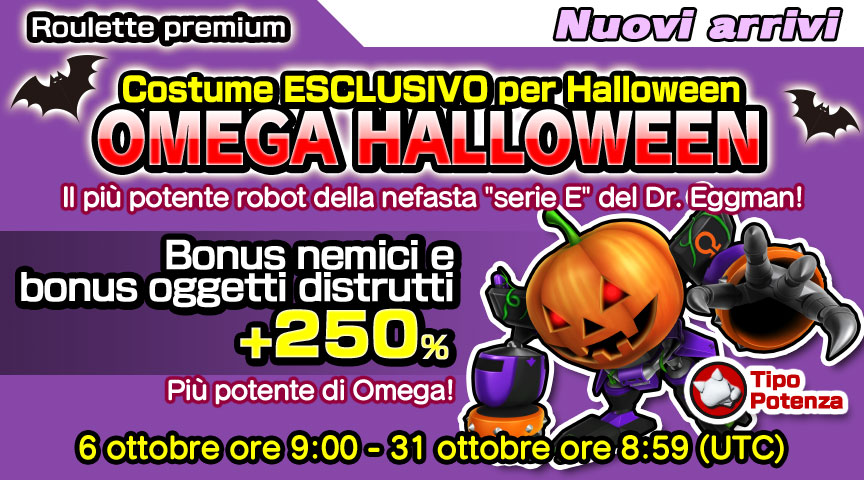 Roulette premium
Nuovi arrivi
Costume ESCLUSIVO per Halloween
OMEGA HALLOWEEN
Il più potente robot della nefasta "serie E" del Dr. Eggman!
Bonus nemici e
bonus oggetti distrutti
+250%
Più potente di Omega!
Tipo
Potenza
6 ottobre ore 9:00 - 31 ottobre ore 8:59 (UTC)